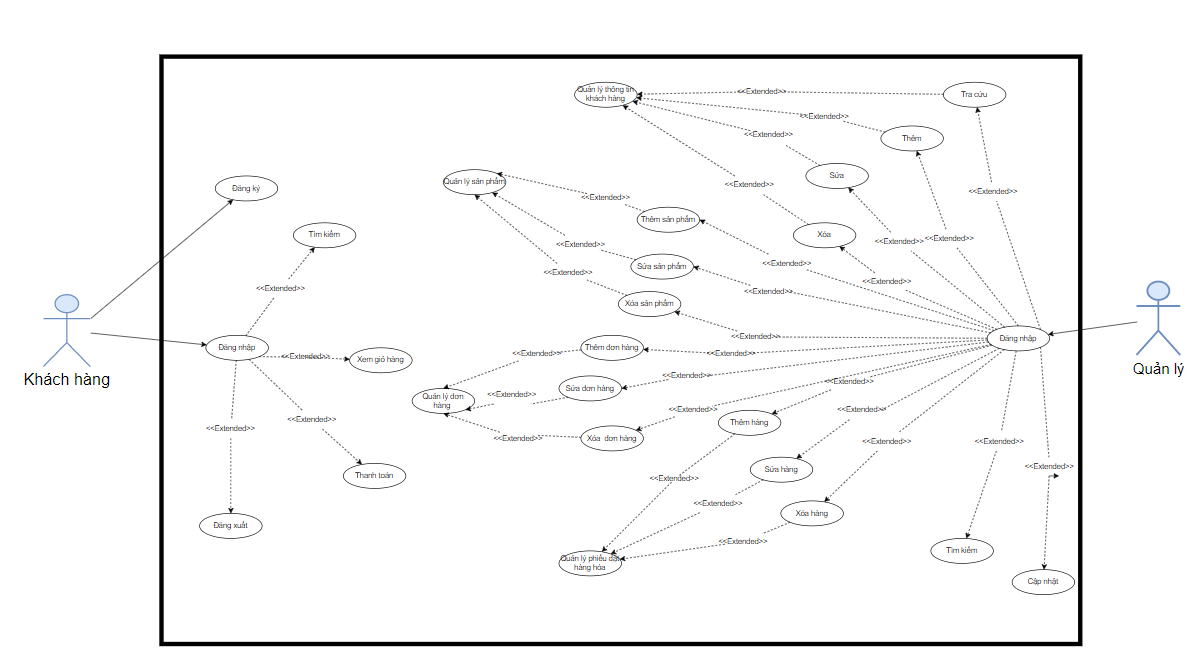 Quản lý thông tin
khách hàng
<<Extended>>
Tra cứu
<<Extended>>
Thêm
<<Extended>>
Sửa
<<Extended>>
Quản lý sản phẩm
<<Extended>>
Đăng ký
<<Extended>>
Thêm sản phẩm
Xóa
Tìm kiếm
<<Extended>>
<<Extended>>
<<Extended>>
Sửa sản phẩm
<<Extended>>
<<Extended>>
<<Extended>>
<<Extended>>
<<Extended>>
<<Extended>>
Xóa sản phẩm
<<Extended>>
Đăng nhập
Đăng nhập
Thêm đơn hàng
<<Extended>>
<<Extended>>
<<Extended>>
Xem giỏ hàng
Khách hàng
Quản lý
<<Extended>>
<<Extended>>
Sửa đơn hàng
<<Extended>>
Quản lý đơn
hàng
<<Extended>>
<<Extended>>
<<Extended>>
Thêm hàng
<<Extended>>
<<Extended>>
Xóa đơn hàng
<<Extended>>
<<Extended>>
Sửa hàng
<<Extended>>
Thanh toán
<<Extended>>
<<Extended>>
Xóa hàng
Đăng xuất
<<Extended>>
Tìm kiếm
Quản lý phiếu đặt
hàng hóa
Cập nhật